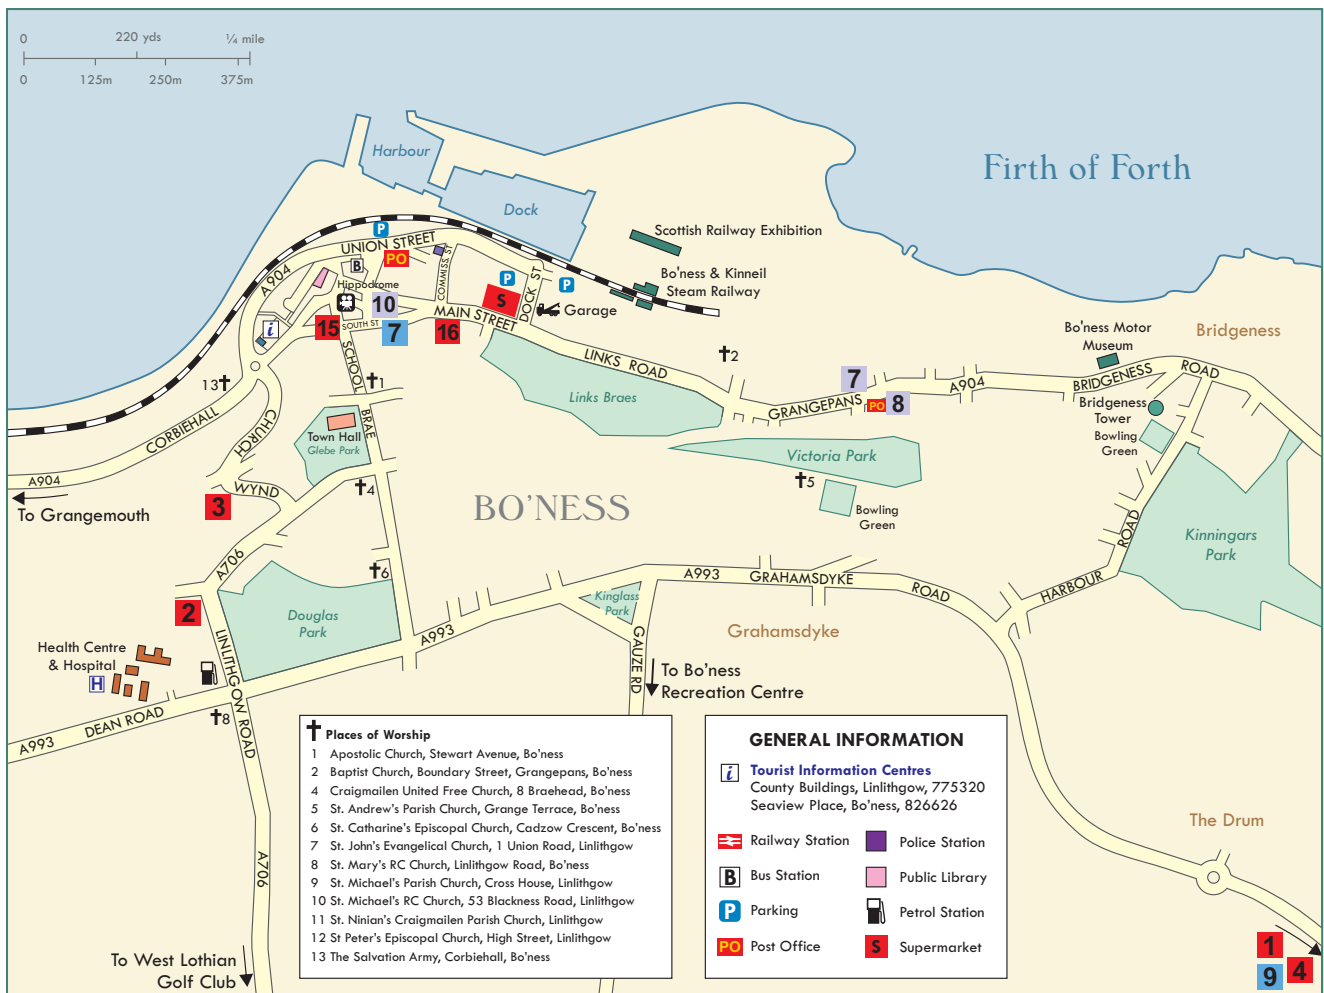 0 220 yds ¼ mile
0 125m 250m 375m
Harbour
Firth of Forth
Dock
Scottish Railway Exhibition
P
UNION STREET
PO
B
COMMISS. ST
A904
Bo'ness & Kinneil
Steam Railway
Hippodrome
P
P
S
DOCK ST
Garage
10
15
SOUTH ST
7
16
MAIN STREET
i
Bo'ness Motor
Museum
Bridgeness
SCHOOL
BRAE
LINKS ROAD
2
13
1
7
A904
BRIDGENESS
ROAD
GRANGEPANS
PO
8
Links Braes
Bridgeness
Tower
Bowling
Green
CORBIEHALL
CHURCH
WYND
Town Hall
Glebe Park
Victoria Park
A904
To Grangemouth
3
4
5
BO'NESS
Bowling
Green
ROAD
Kinningars
Park
A706
6
A993 GRAHAMSDYKE
ROAD
HARBOUR
2
Douglas
Park
Kinglass
Park
Grahamsdyke
A993
LINLITHGOW ROAD
GAUZE RD
Health Centre
& Hospital
H
To Bo'ness
Recreation Centre
8
A993
DEAN ROAD
Places of Worship
1 Apostolic Church, Stewart Avenue, Bo'ness
2 Baptist Church, Boundary Street, Grangepans, Bo'ness
4 Craigmailen United Free Church, 8 Braehead, Bo'ness
5 St. Andrew's Parish Church, Grange Terrace, Bo'ness
6 St. Catharine's Episcopal Church, Cadzow Crescent, Bo'ness
7 St. John's Evangelical Church, 1 Union Road, Linlithgow
8 St. Mary's RC Church, Linlithgow Road, Bo'ness
9 St. Michael's Parish Church, Cross House, Linlithgow
10 St. Michael's RC Church, 53 Blackness Road, Linlithgow
11 St. Ninian's Craigmailen Parish Church, Linlithgow
12 St Peter's Episcopal Church, High Street, Linlithgow
13 The Salvation Army, Corbiehall, Bo'ness
GENERAL INFORMATION
i Tourist Information Centres
County Buildings, Linlithgow, 775320
Seaview Place, Bo'ness, 826626
Railway Station
Police Station
B Bus Station
Public Library
P Parking
Petrol Station
PO Post Office
S Supermarket
The Drum
A706
To West Lothian
Golf Club
1
9
4